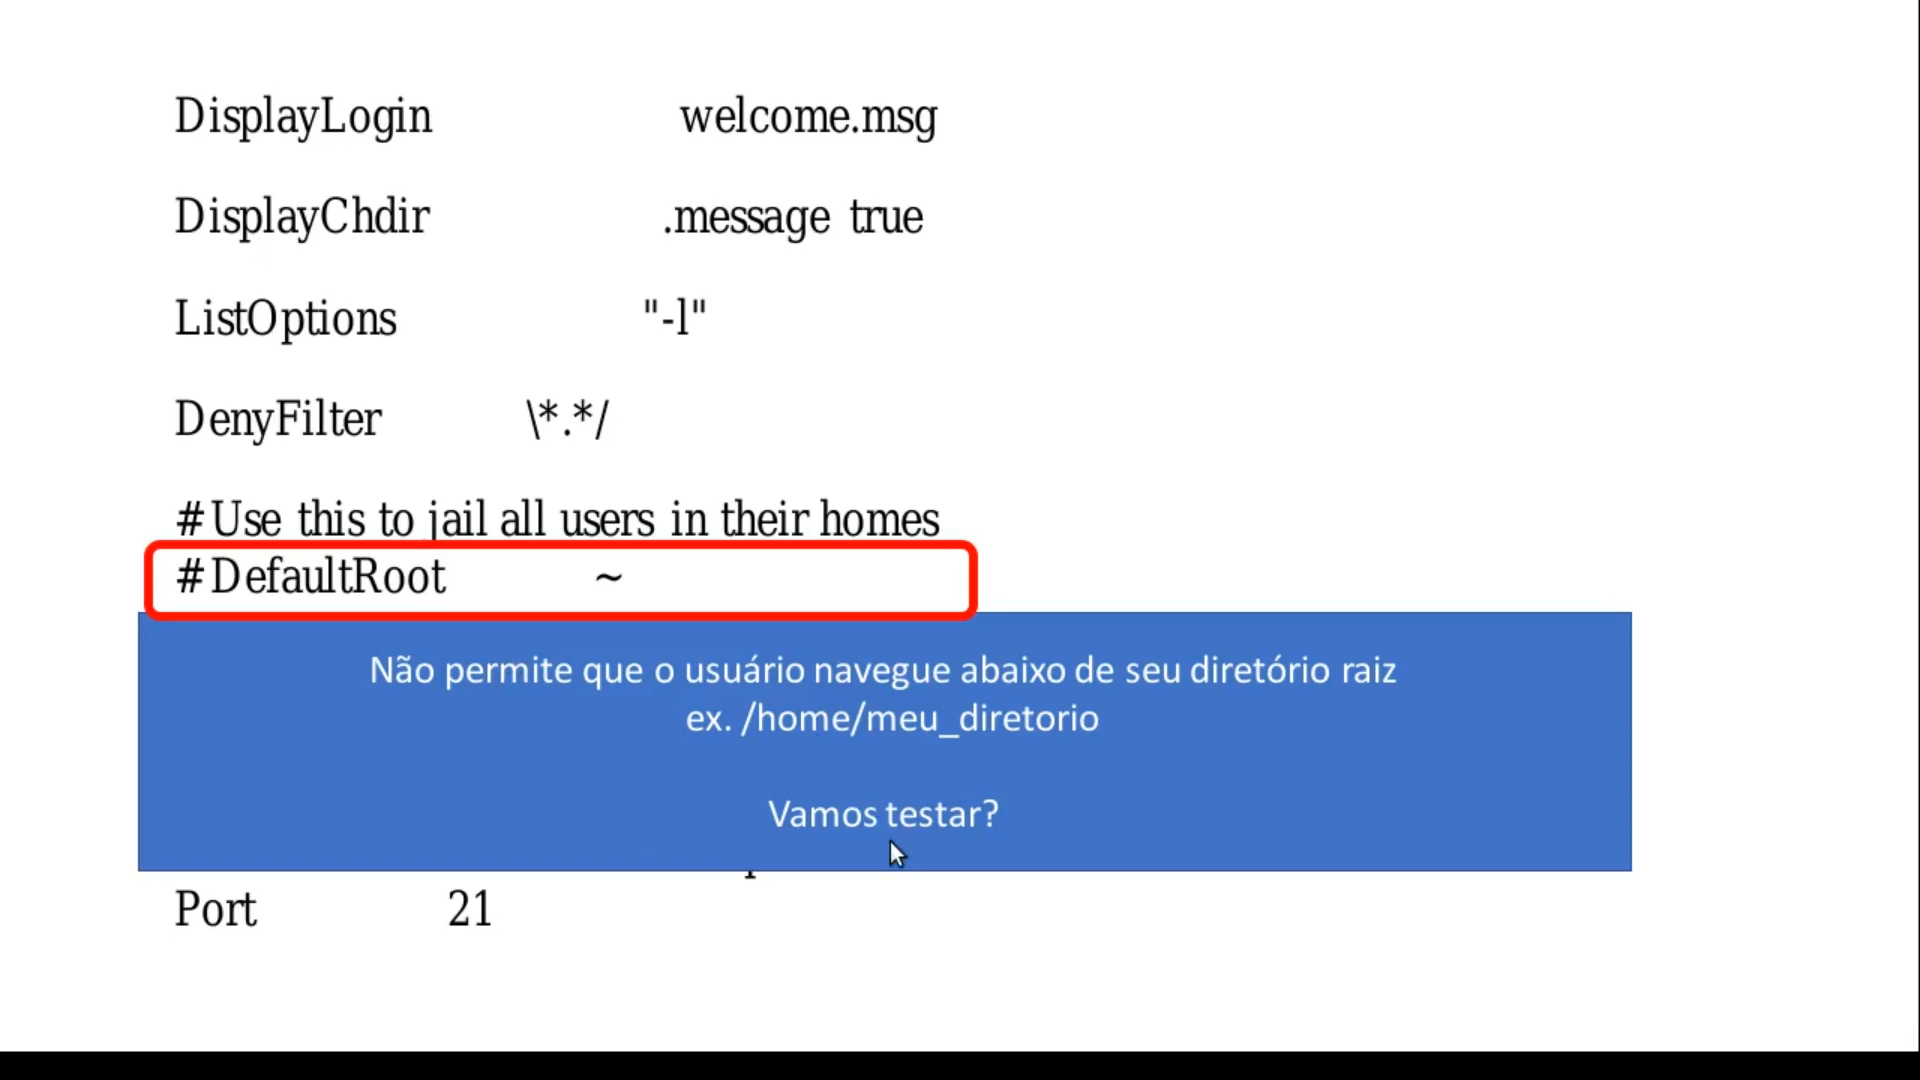 DisplayLogin welcome.msg
DisplayChdir .message true
ListOptions "-l"
DenyFilter \*.*/
#Use this to jail all users in their homes
#DefaultRoot ~
Não permite que o usuário navegue abaixo de seu diretório raiz
ex. /home/meu_diretorio
Vamos testar?
Port 21